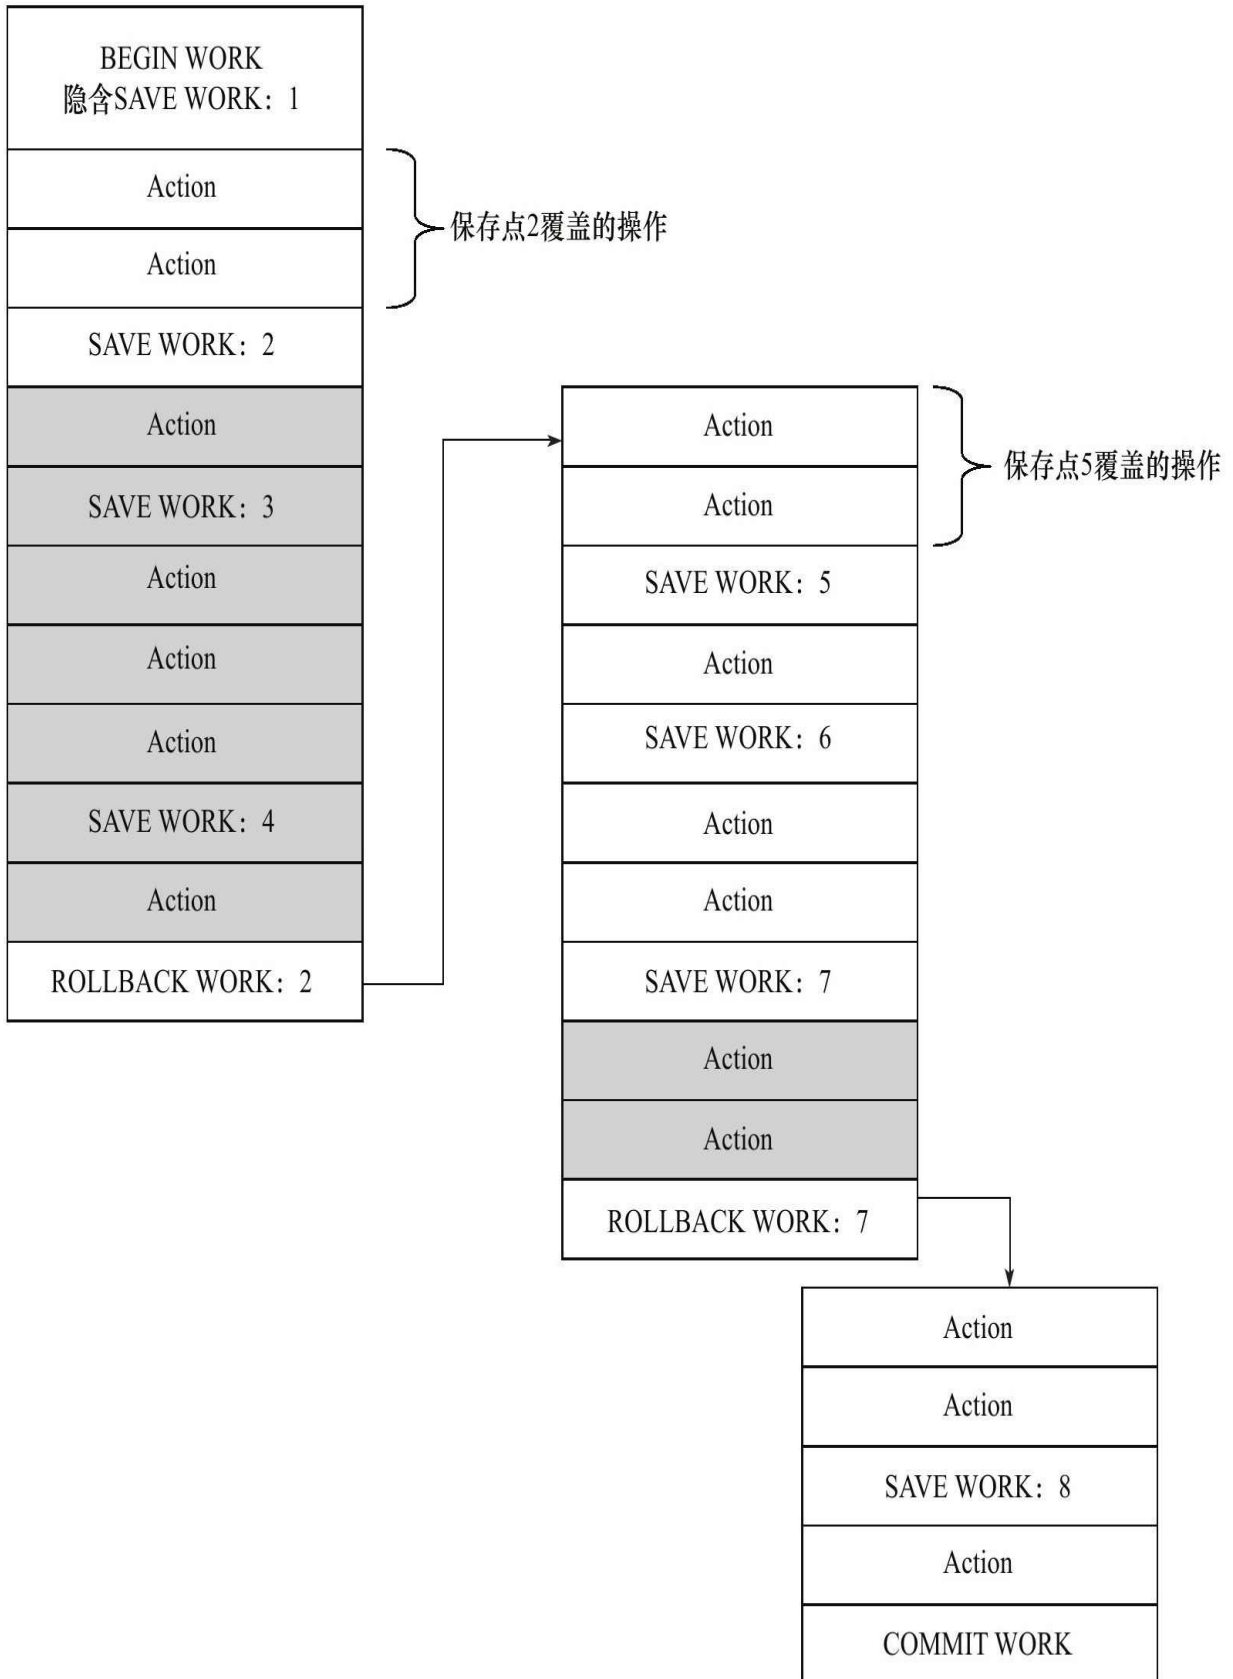 BEGIN WORK
隐含SAVE WORK：1
Action
Action
保存点2覆盖的操作
SAVE WORK：2
Action
SAVE WORK：3
Action
Action
Action
SAVE WORK：4
Action
ROLLBACK WORK：2
Action
Action
保存点5覆盖的操作
SAVE WORK：5
Action
SAVE WORK：6
Action
Action
SAVE WORK：7
Action
Action
ROLLBACK WORK：7
Action
Action
SAVE WORK：8
Action
COMMIT WORK